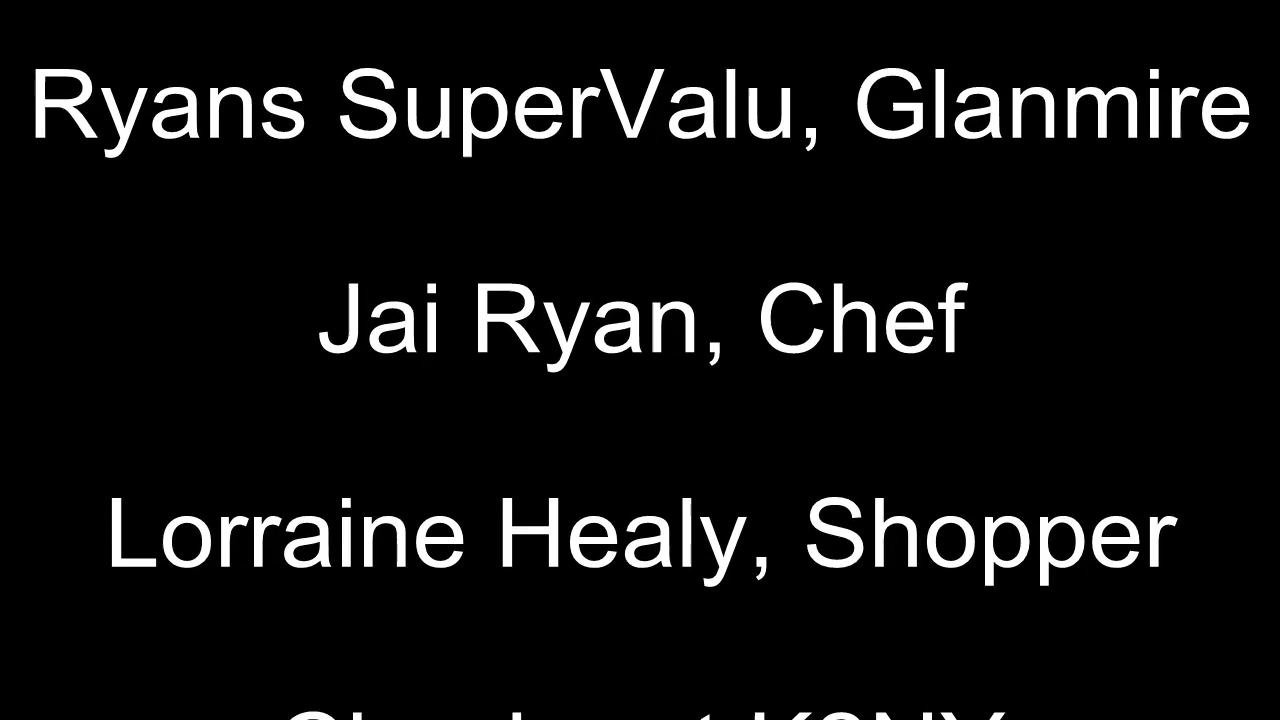 Ryans SuperValu, Glanmire
Jai Ryan, Chef
Lorraine Healy, Shopper